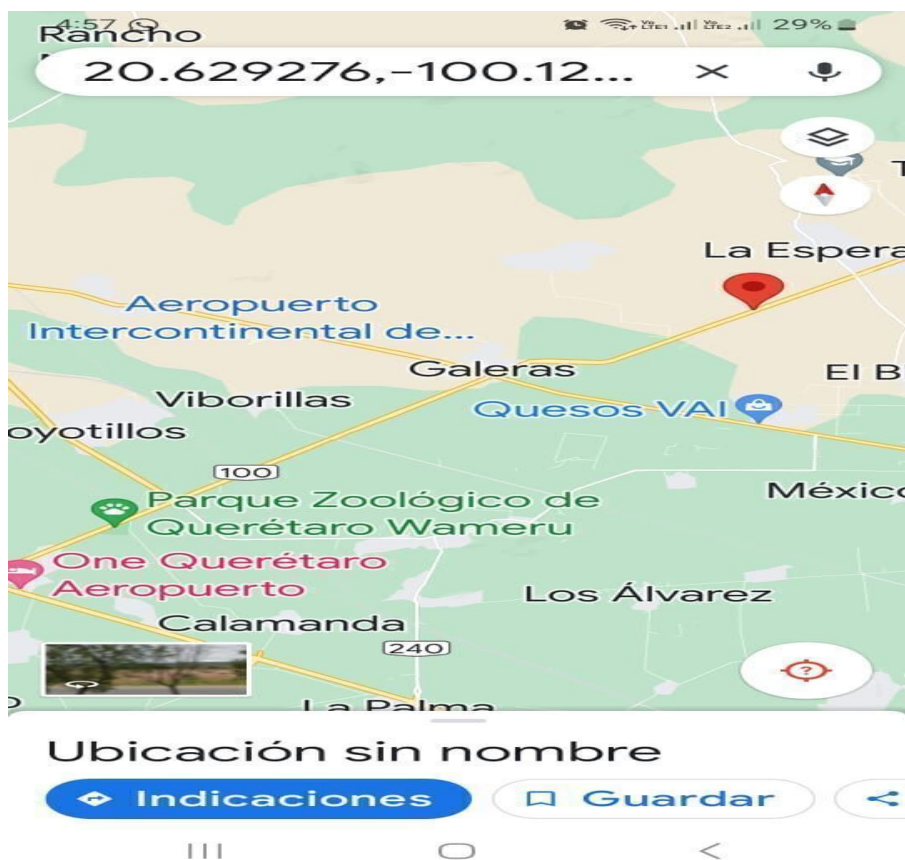 4:57
29%
Rancho
20.629276,-100.12...
La Espera
Aeropuerto
Intercontinental de...
Galeras
El B
Viborillas
Quesos VAI
oyotillos
100
México
Parque Zoológico de
Querétaro Wameru
One Querétaro
Aeropuerto
Los Álvarez
Calamanda
240
La Palma
Ubicación sin nombre
Indicaciones
Guardar